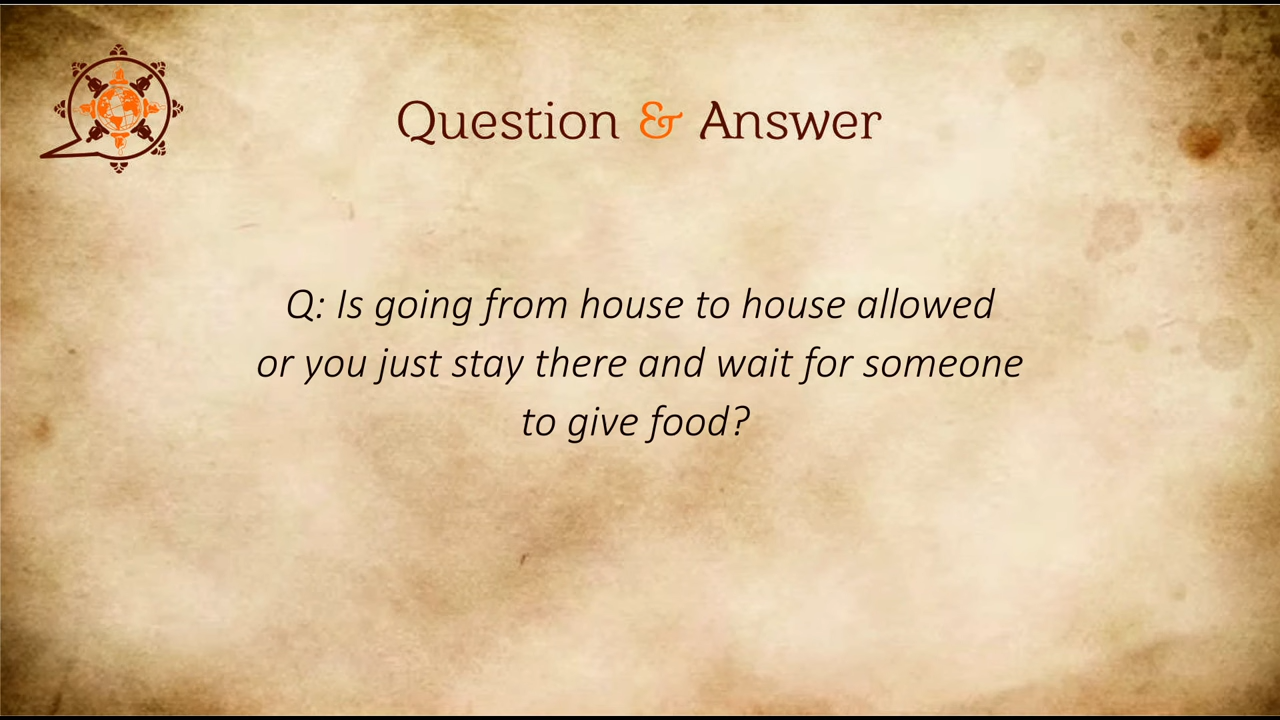 Question & Answer
Q: Is going from house to house allowed
or you just stay there and wait for someone
to give food?